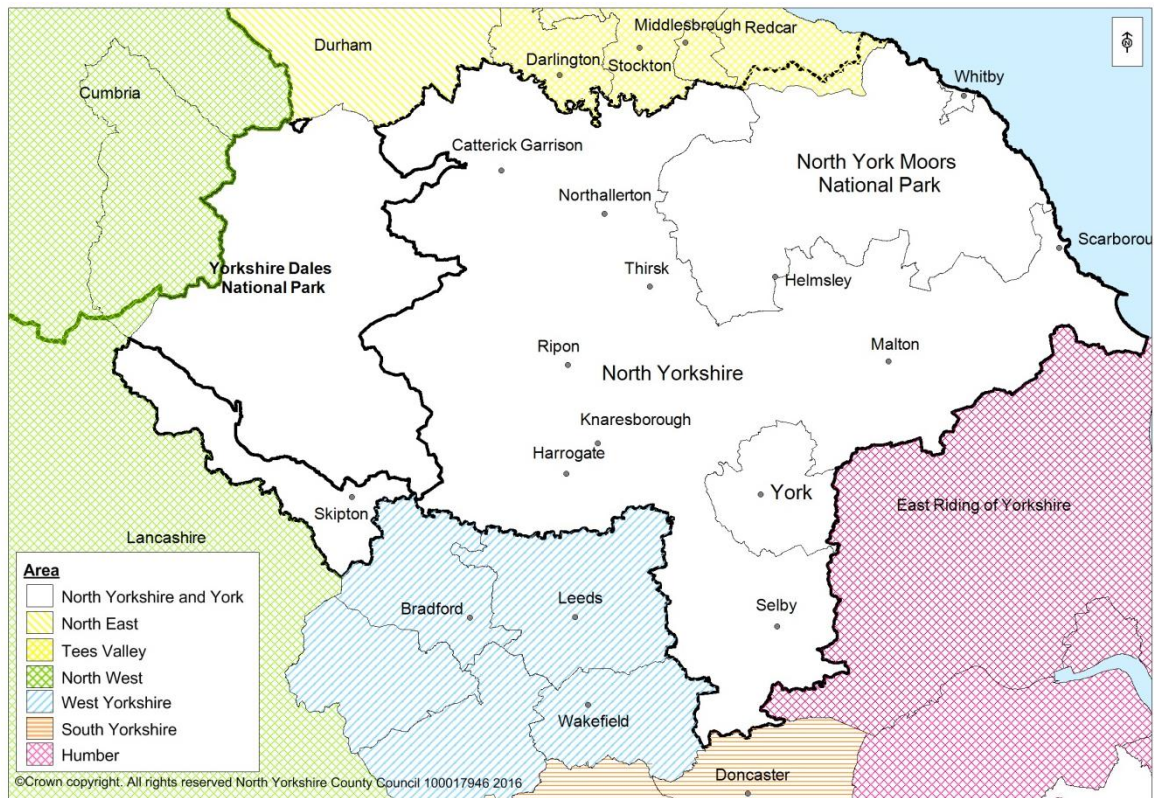 Durham
Middlesbrough
Redcar
Darlington
Stockton
Cumbria
Whitby
Catterick Garrison
North York Moors
National Park
Northallerton
Scarborou
Yorkshire Dales
National Park
Thirsk
Helmsley
Ripon
North Yorkshire
Malton
Knaresborough
Harrogate
York
Skipton
East Riding of Yorkshire
Lancashire
Bradford
Leeds
Selby
Wakefield
Doncaster
Area
North Yorkshire and York
North East
Tees Valley
North West
West Yorkshire
South Yorkshire
Humber
©Crown copyright. All rights reserved North Yorkshire County Council 100017946 2016
N